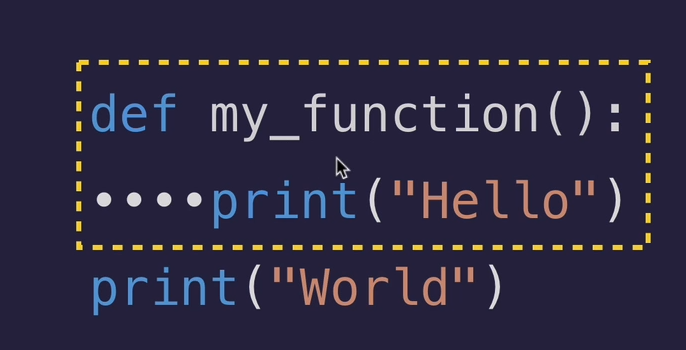 def my_function():
••••print("Hello")
print("World")